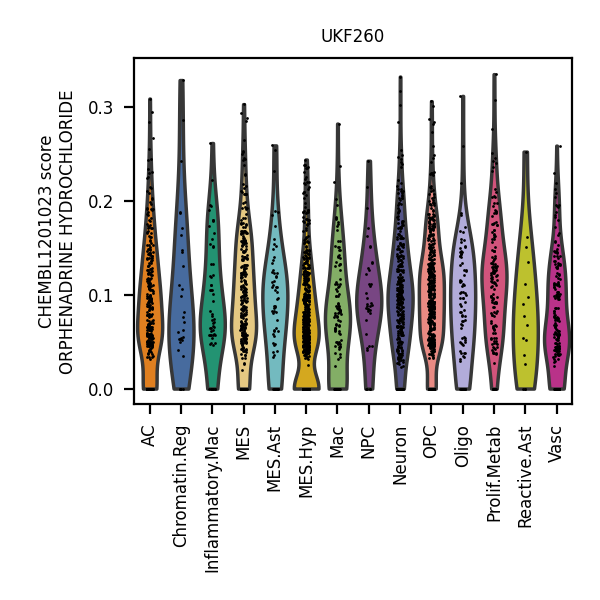 UKF260
CHEMBL1201023 score
ORPHENADRINE HYDROCHLORIDE
0.3
0.2
0.1
0.0
AC
Chromatin.Reg
Inflammatory.Mac
MES
MES.Ast
MES.Hyp
Mac
NPC
Neuron
OPC
Oligo
Prolif.Metab
Reactive.Ast
Vasc